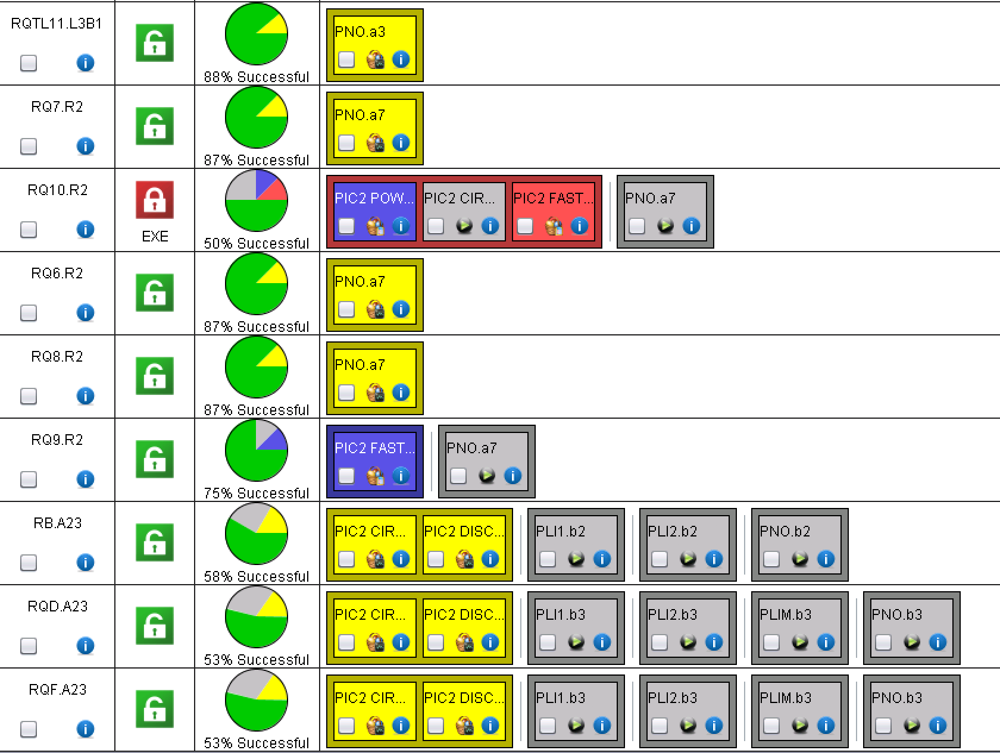 RQTL11.L3B1
88% Successful
PNO.a3
RQ7.R2
87% Successful
PNO.a7
RQ10.R2
EXE
50% Successful
PIC2 POW... PIC2 CIR... PIC2 FAST... PNO.a7
RQ6.R2
87% Successful
PNO.a7
RQ8.R2
87% Successful
PNO.a7
RQ9.R2
75% Successful
PIC2 FAST... PNO.a7
RB.A23
58% Successful
PIC2 CIR... PIC2 DISC... PLI1.b2 PLI2.b2 PNO.b2
RQD.A23
53% Successful
PIC2 CIR... PIC2 DISC... PLI1.b3 PLI2.b3 PLIM.b3 PNO.b3
RQF.A23
53% Successful
PIC2 CIR... PIC2 DISC... PLI1.b3 PLI2.b3 PLIM.b3 PNO.b3